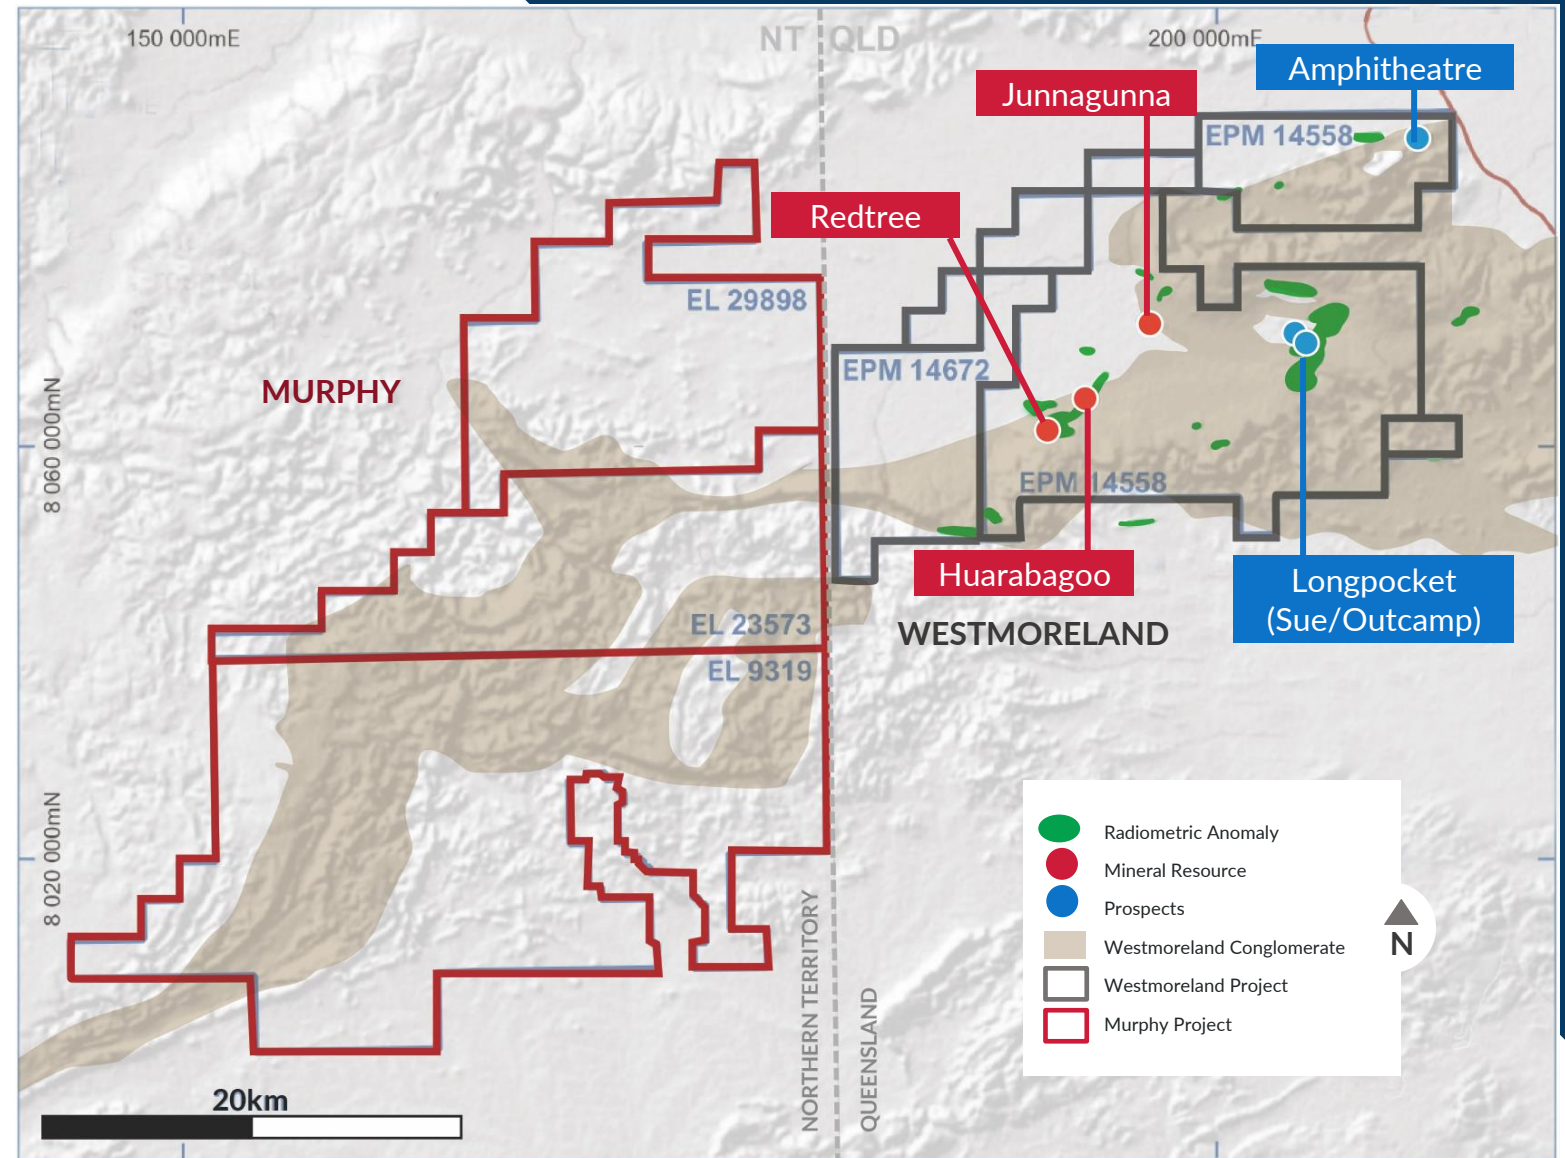 150 000mE
NT QLD
200 000mE
Amphitheatre
Junnagunna
EPM 14558
Redtree
EL 29898
EPM 14672
MURPHY
8 060 000mN
EPM 14558
Huarabagoo
Longpocket
(Sue/Outcamp)
EL 23573
WESTMORELAND
EL 9319
8 020 000mN
Radiometric Anomaly
Mineral Resource
Prospects
Westmoreland Conglomerate
Westmoreland Project
Murphy Project
N
NORTHERN TERRITORY
QUEENSLAND
20km